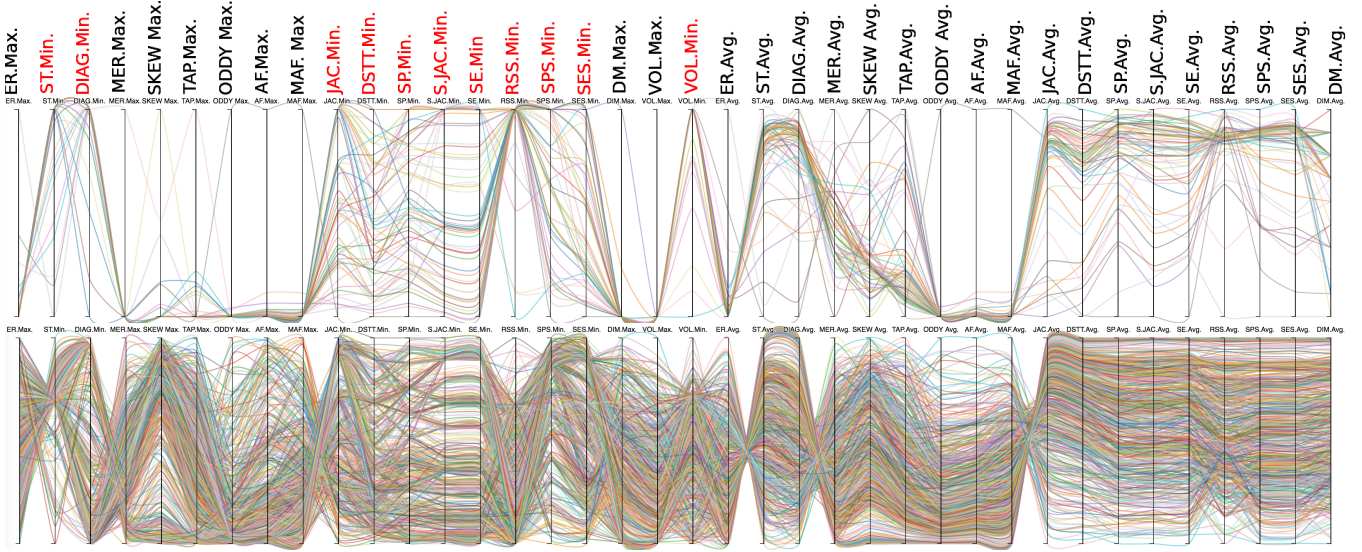 ER.Max. ST.Min. DIAG.Min. MER.Max. SKEW Max. TAP.Max. ODDY Max. AF.Max. MAF. Max JAC.Min. DSTT.Min. SP.Min. S.JAC.Min. SE.Min RSS.Min. SPS.Min. SES.Min. DM.Max. VOL.Max. VOL.Min. ER.Avg. ST.Avg. DIAG.Avg. MER.Avg. SKEW Avg. TAP.Avg. ODDY Avg. AF.Avg. MAF.Avg. JAC.Avg. DSTT.Avg. SP.Avg. S.JAC.Avg. SE.Avg. RSS.Avg. SPS.Avg. SES.Avg. DM.Avg.
ER.Max. ST.Min. DIAG.Min. MER.Max. SKEW Max. TAP.Max. ODDY Max. AF.Max. MAF.Max. JAC.Min. DSTT.Min. SP.Min. S.JAC.Min. SE.Min. RSS.Min. SPS.Min. SES.Min. DIM.Max. VOL.Max. VOL.Min. ER.Avg. ST.Avg. DIAG.Avg. MER.Avg. SKEW Avg. TAP.Avg. ODDY Avg. AF.Avg. MAF.Avg. JAC.Avg. DSTT.Avg. SP.Avg. S.JAC.Avg. SE.Avg. RSS.Avg. SPS.Avg. SES.Avg. DIM.Avg.
ER.Max. ST.Min. DIAG.Min. MER.Max. SKEW Max. TAP.Max. ODDY Max. AF.Max. MAF.Max. JAC.Min. DSTT.Min. SP.Min. S.JAC.Min. SE.Min. RSS.Min. SPS.Min. SES.Min. DIM.Max. VOL.Max. VOL.Min. ER.Avg. ST.Avg. DIAG.Avg. MER.Avg. SKEW Avg. TAP.Avg. ODDY Avg. AF.Avg. MAF.Avg. JAC.Avg. DSTT.Avg. SP.Avg. S.JAC.Avg. SE.Avg. RSS.Avg. SPS.Avg. SES.Avg. DIM.Avg.